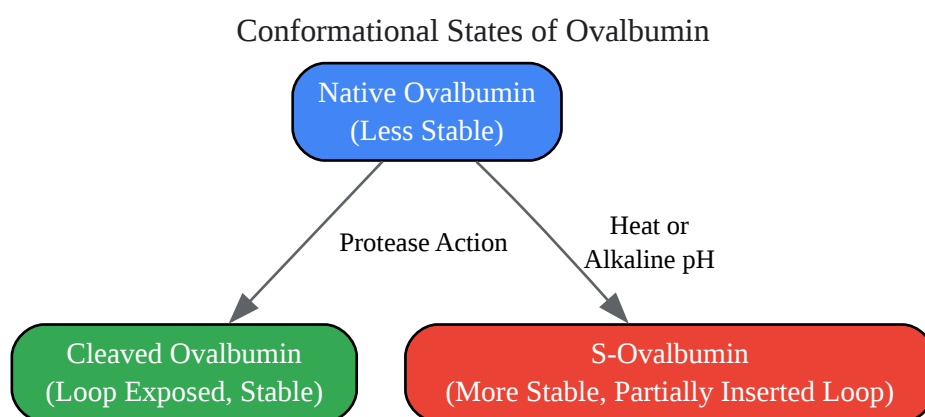 Conformational States of Ovalbumin
Native Ovalbumin
(Less Stable)
Protease Action
Heat or
Alkaline pH
Cleaved Ovalbumin
(Loop Exposed, Stable)
S-Ovalbumin
(More Stable, Partially Inserted Loop)